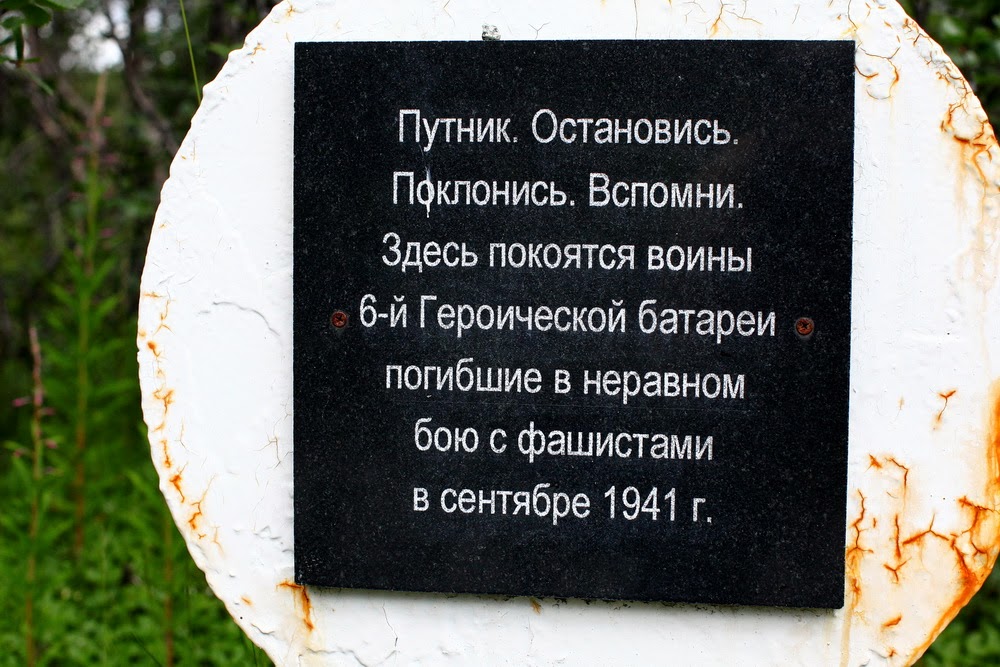 Путник. Остановись.
Поклонись. Вспомни.
Здесь покоятся воины
6-й Героической батареи
погибшие в неравном
бою с фашистами
в сентябре 1941 г.